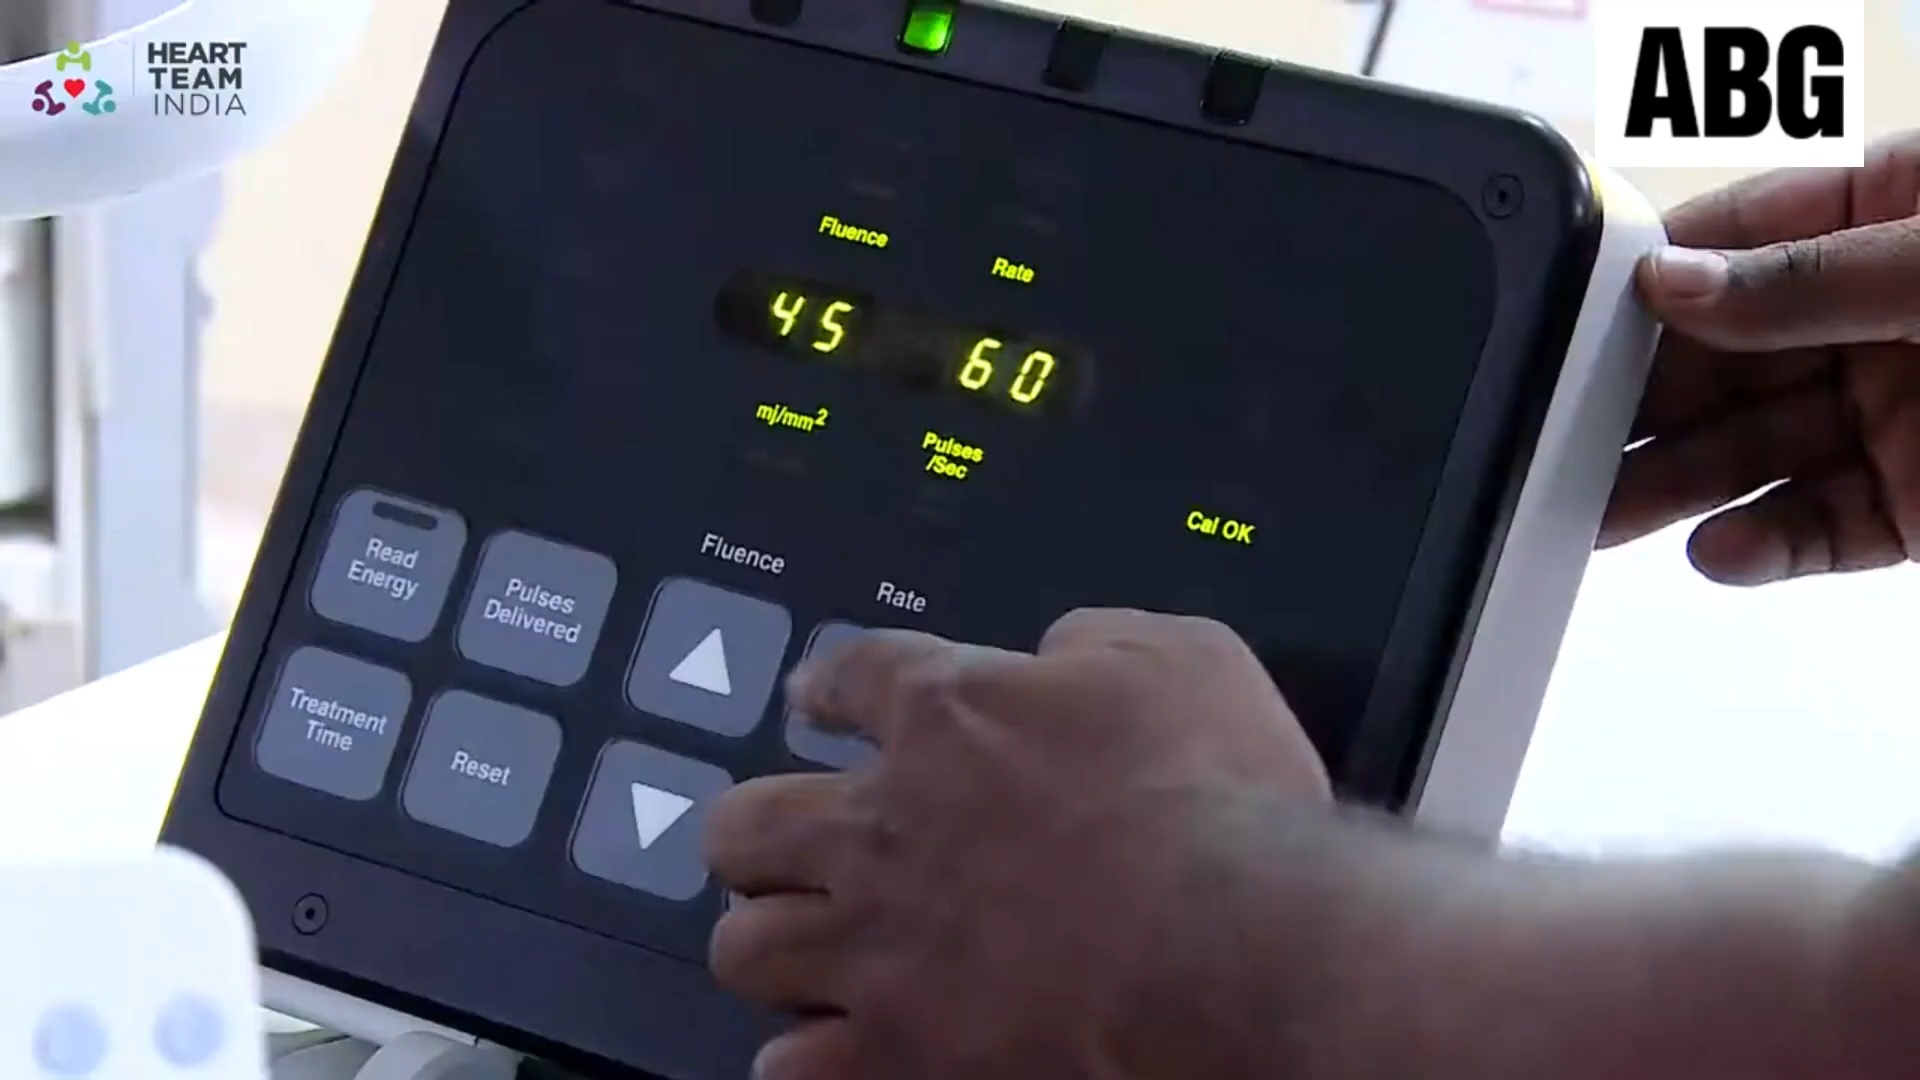 HEART
TEAM
INDIA
ABG
Fluence
Rate
45
60
mj/mm²
Pulses
/Sec
Cal OK
Read
Energy
Pulses
Delivered
Fluence
Rate
Treatment
Time
Reset